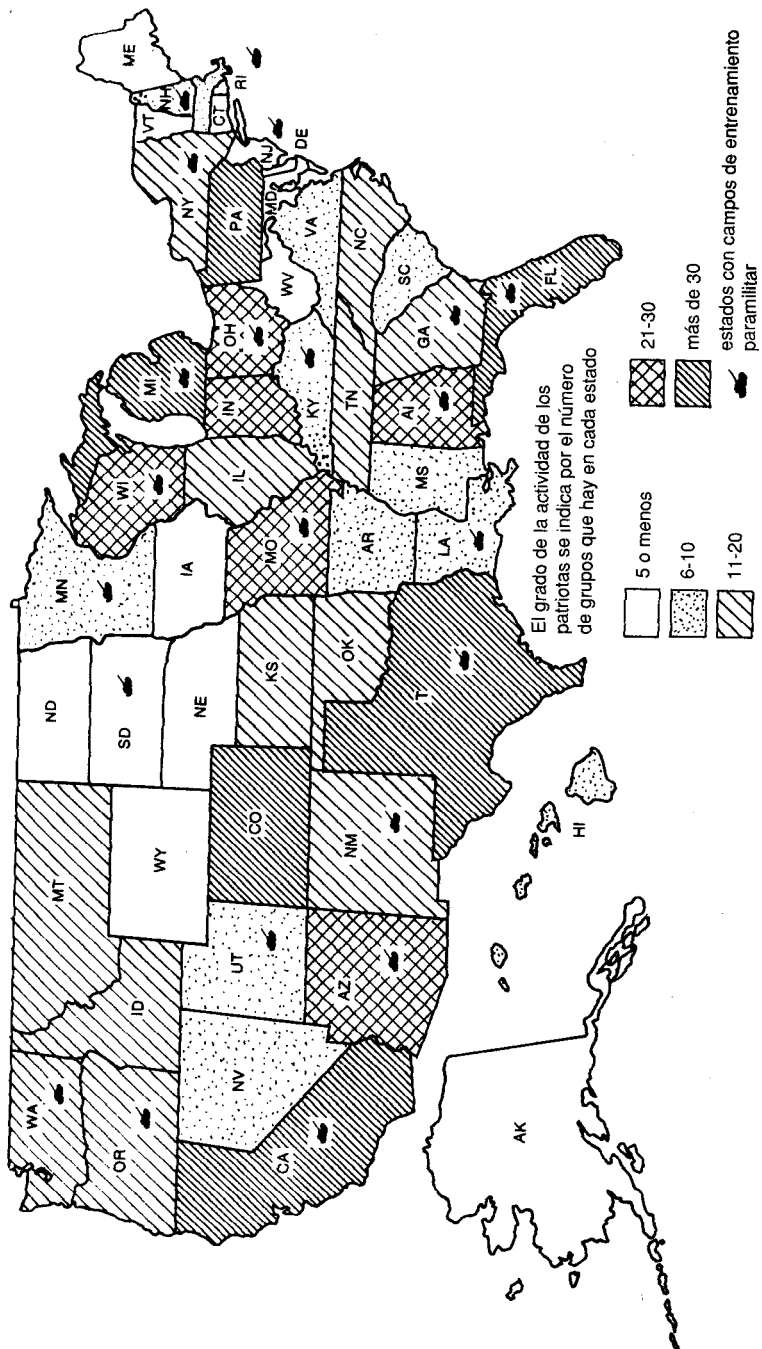 WA
OR
CA
NV
ID
MT
WY
UT
AZ
CO
NM
ND
SD
NE
KS
OK
T
MN
IA
MO
AR
LA
WI
IL
MI
IN
OH
KY
TN
MS
Al
GA
FL
SC
NC
VA
WV
MD
DE
PA
NJ
NY
CT
RI
VT
NH
ME
AK
HI
El grado de la actividad de los
patriotas se indica por el número
de grupos que hay en cada estado
5 o menos
6-10
11-20
21-30
más de 30
estados con campos de entrenamiento
paramilitar